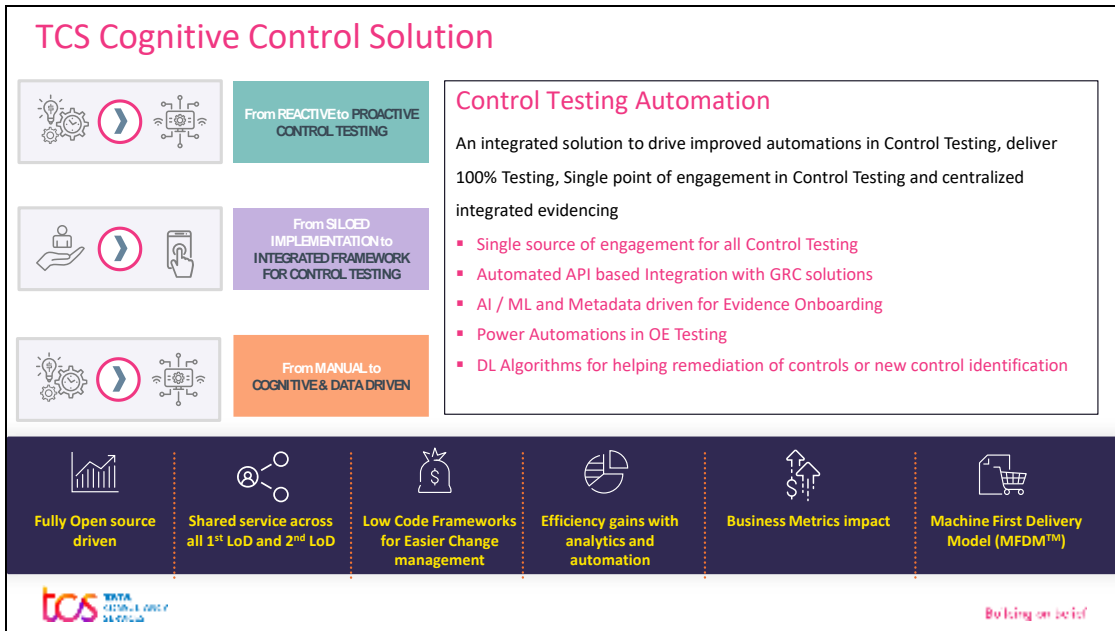 TCS Cognitive Control Solution
From REACTIVE to PROACTIVE
CONTROL TESTING
From SILOED
IMPLEMENTATION to
INTEGRATED FRAMEWORK
FOR CONTROL TESTING
From MANUAL to
COGNITIVE & DATA DRIVEN
Control Testing Automation
An integrated solution to drive improved automations in Control Testing, deliver
100% Testing, Single point of engagement in Control Testing and centralized
integrated evidencing
▪ Single source of engagement for all Control Testing
▪ Automated API based Integration with GRC solutions
▪ AI / ML and Metadata driven for Evidence Onboarding
▪ Power Automations in OE Testing
▪ DL Algorithms for helping remediation of controls or new control identification
Fully Open source
driven
Shared service across
all 1st LoD and 2nd LoD
Low Code Frameworks
for Easier Change
management
Efficiency gains with
analytics and
automation
Business Metrics impact
Machine First Delivery
Model (MFDM™)
tcs
TATA
CONSULTANCY
SERVICES
Building on belief